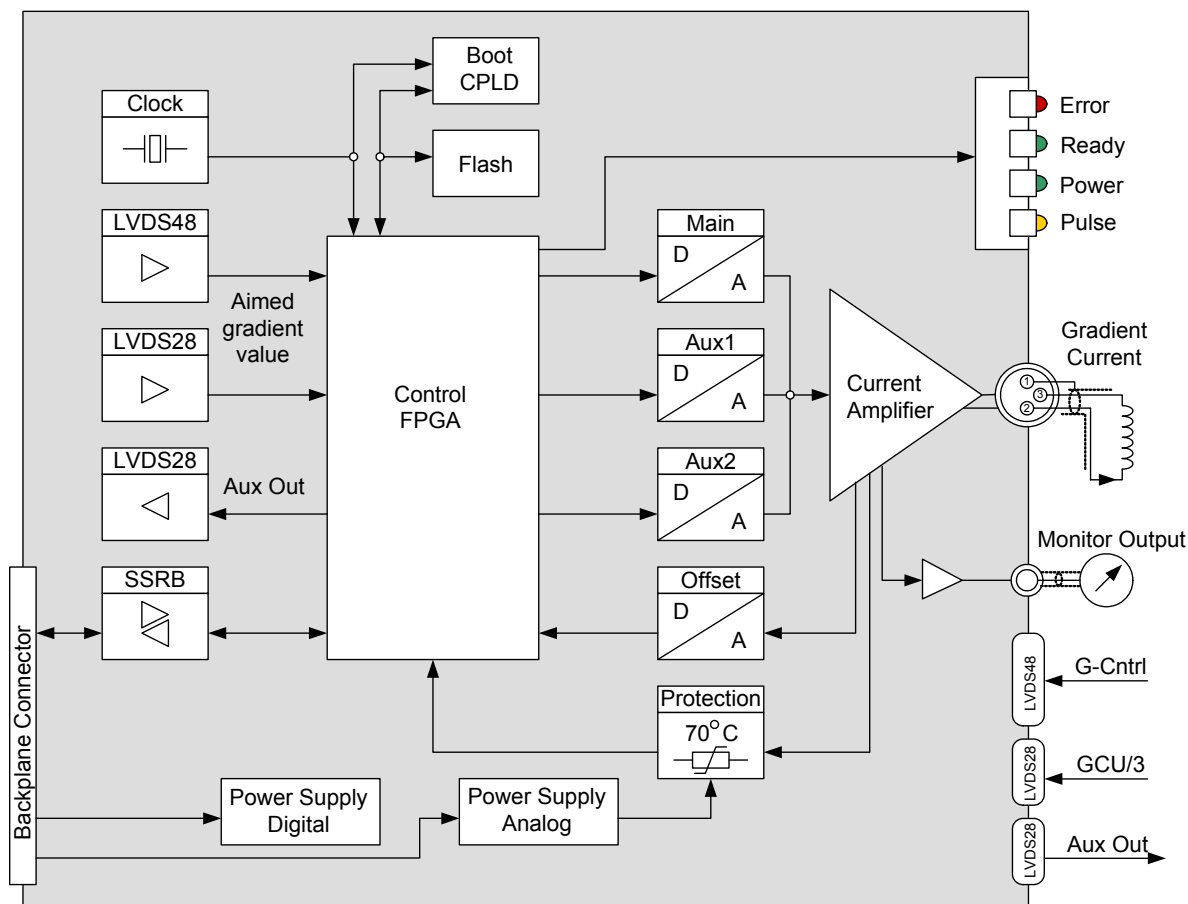 Boot
CPLD
Clock
Flash
Error
Ready
Power
Pulse
LVDS48
Main
D
A
Aimed
gradient
value
LVDS28
Control
FPGA
Aux1
D
A
Current
Amplifier
Gradient
Current
1
3
2
LVDS28
Aux Out
Aux2
D
A
Monitor Output
SSRB
Offset
D
A
Backplane Connector
Protection
70° C
LVDS48
G-Cntrl
LVDS28
GCU/3
Power Supply
Digital
Power Supply
Analog
LVDS28
Aux Out